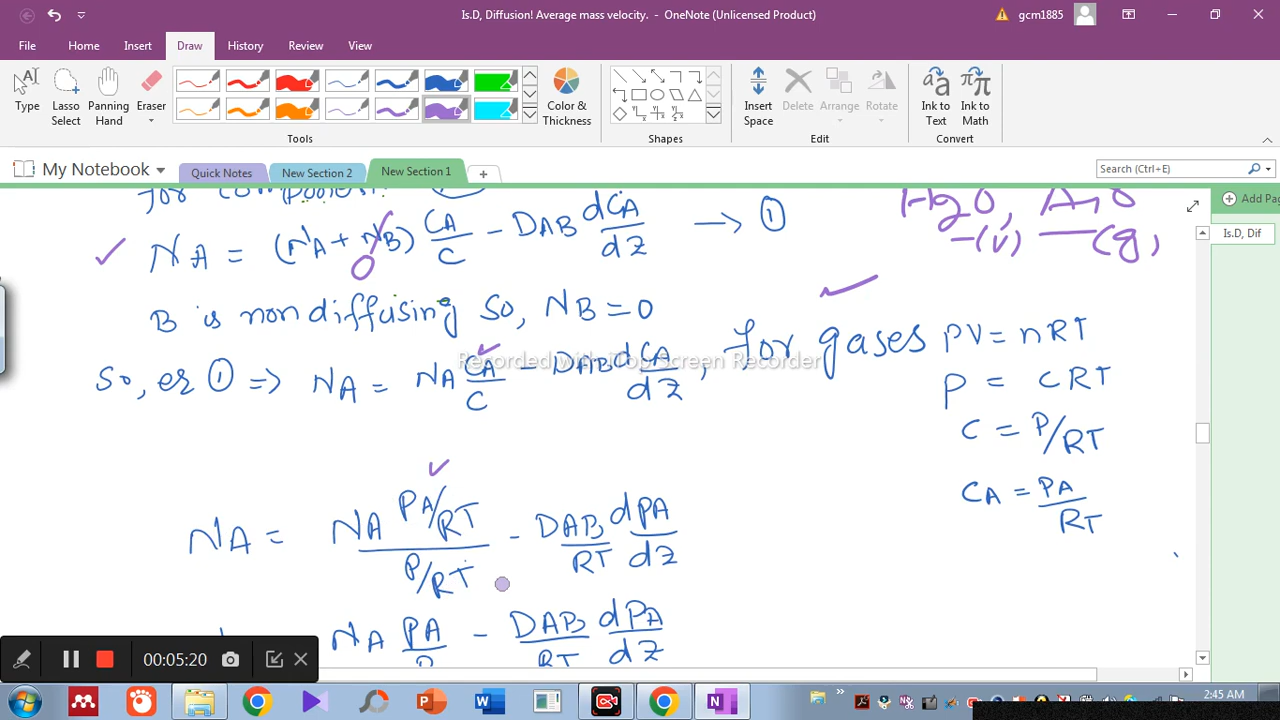 Is.D, Diffusion! Average mass velocity. - OneNote (Unlicensed Product)
gcm1885
File Home Insert Draw History Review View
Type
Lasso Select
Panning Hand
Eraser
Color & Thickness
Insert Space
Delete
Arrange
Rotate
Ink to Text
Ink to Math
Tools
Shapes
Edit
Convert
My Notebook
Quick Notes
New Section 2
New Section 1
Search (Ctrl+E)
Add Pag
Is.D, Dif
for component
✓ NA = (NA + NB) CA/C - DAB dCA/dz → ①
0
-(v) (g)
B is nondiffusing So, NB = 0
So, er ① => NA = NA CA/C - DAB dCA/dz, for gases PV = nRT
Recorded with iTop Screen Recorder
P = CRT
C = P/RT
CA = PA/RT
NA = NA PA/RT / P/RT - DAB/RT dPA/dz
NA PA/P - DAB/RT dPA/dz
00:05:20
2:45 AM